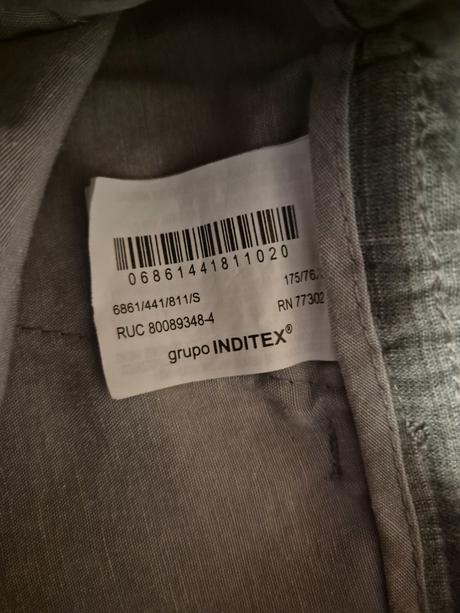 06861441811020
6861/441/811/S
175/76
RUC 80089348-4
RN 77302
grupo INDITEX®